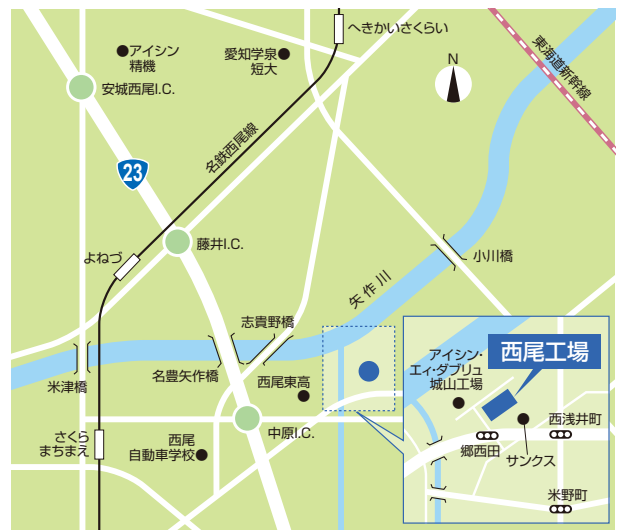 へきかいさくらい
アイシン
精機
愛知学泉
短大
東海道新幹線
N
安城西尾I.C.
名鉄西尾線
23
藤井I.C.
よねづ
小川橋
矢作川
志貴野橋
米津橋
名豊矢作橋
西尾東高
アイシン・
エィ・ダブリュ
城山工場
西尾工場
中原I.C.
西浅井町
さくら
まちまえ
西尾
自動車学校
郷西田
サンクス
米野町